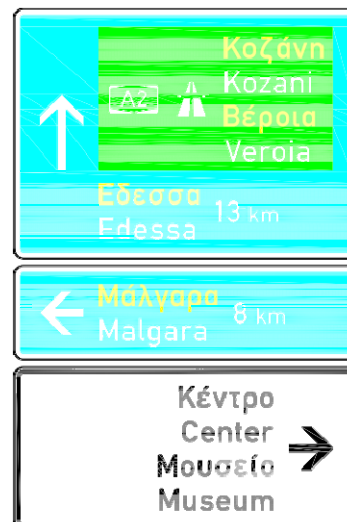 Κοζάνη
Kozani
A2
Βέροια
Veroia
Εδεσσα
Edessa
13 km
Μάλγαρα
Malgara
8 km
Κέντρο
Center
Μουσείο
Museum